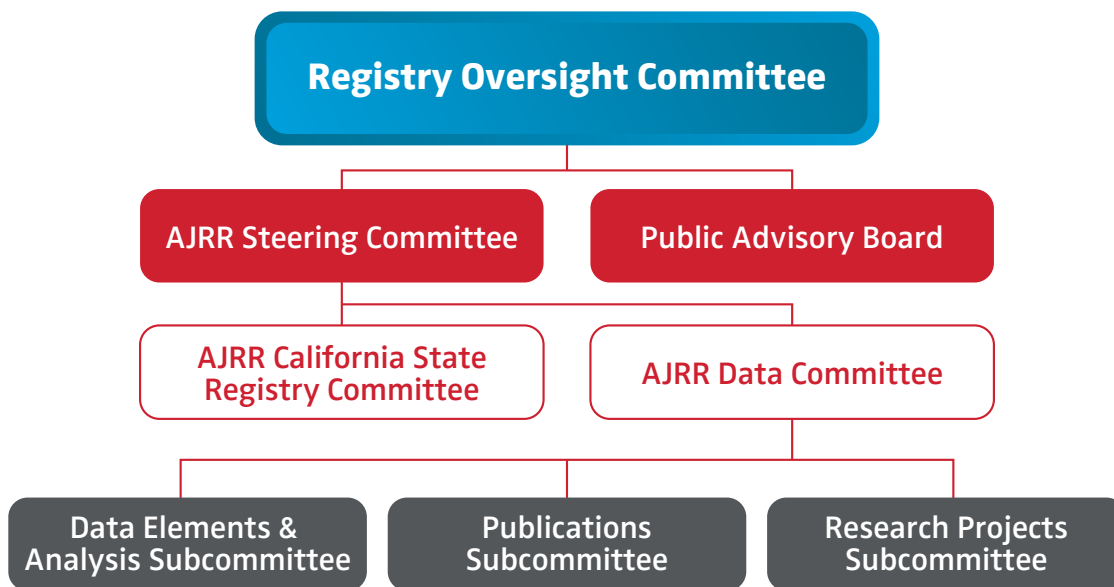 Registry Oversight Committee
AJRR Steering Committee
Public Advisory Board
AJRR California State
Registry Committee
AJRR Data Committee
Data Elements &
Analysis Subcommittee
Publications
Subcommittee
Research Projects
Subcommittee